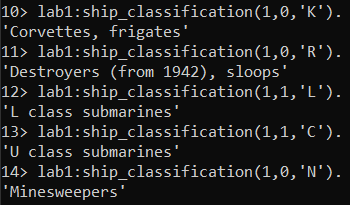 10> lab1:ship_classification(1,0,'K').
'Corvettes, frigates'
11> lab1:ship_classification(1,0,'R').
'Destroyers (from 1942), sloops'
12> lab1:ship_classification(1,1,'L').
'L class submarines'
13> lab1:ship_classification(1,1,'C').
'U class submarines'
14> lab1:ship_classification(1,0,'N').
'Minesweepers'